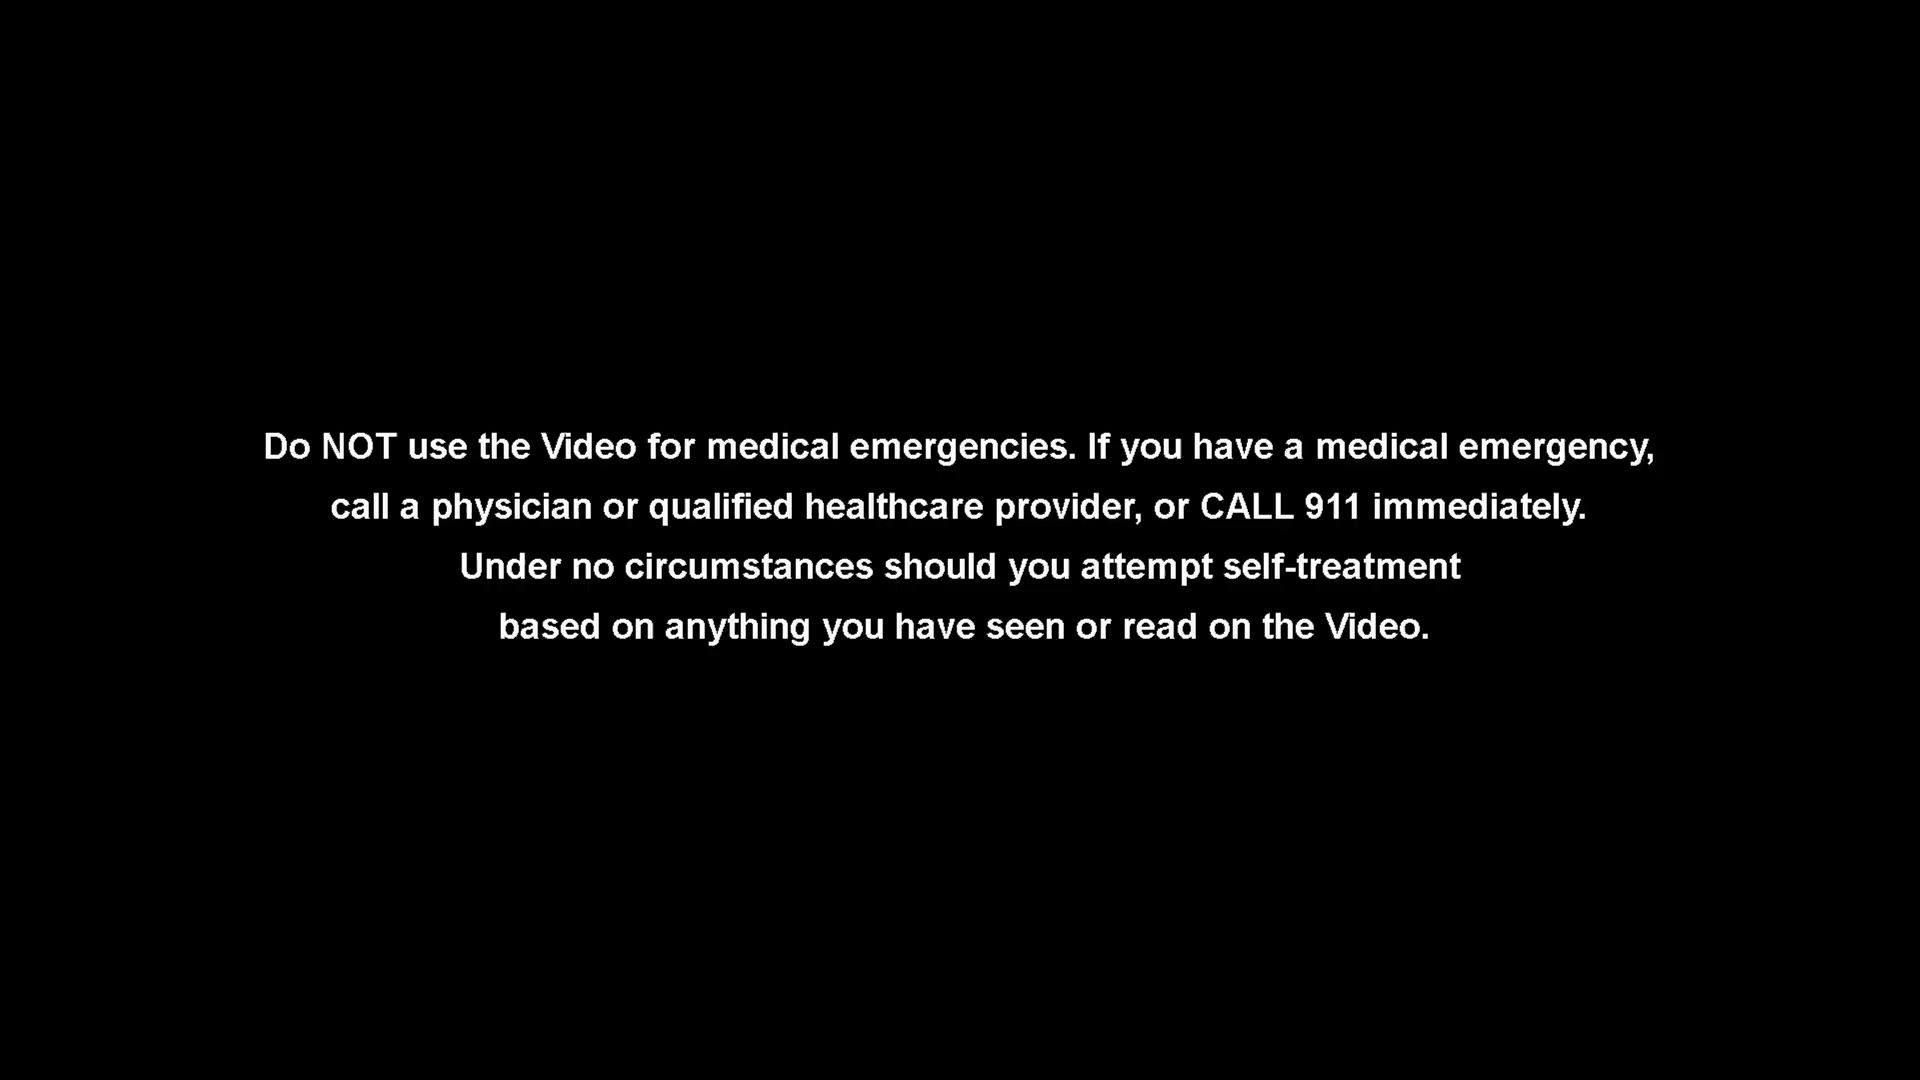 Do NOT use the Video for medical emergencies. If you have a medical emergency,
call a physician or qualified healthcare provider, or CALL 911 immediately.
Under no circumstances should you attempt self-treatment
based on anything you have seen or read on the Video.